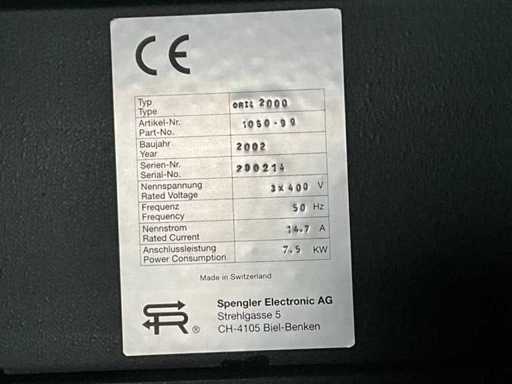 CE
Typ
Type
ORIL 2000
Artikel-Nr.
Part-No.
1050-99
Baujahr
Year
2002
Serien-Nr.
Serial-No.
200214
Nennspannung
Rated Voltage
3x400 V
Frequenz
Frequency
50 Hz
Nennstrom
Rated Current
14.7 A
Anschlussleistung
Power Consumption
7.5 KW
Made in Switzerland
Spengler Electronic AG
Strehlgasse 5
CH-4105 Biel-Benken
®